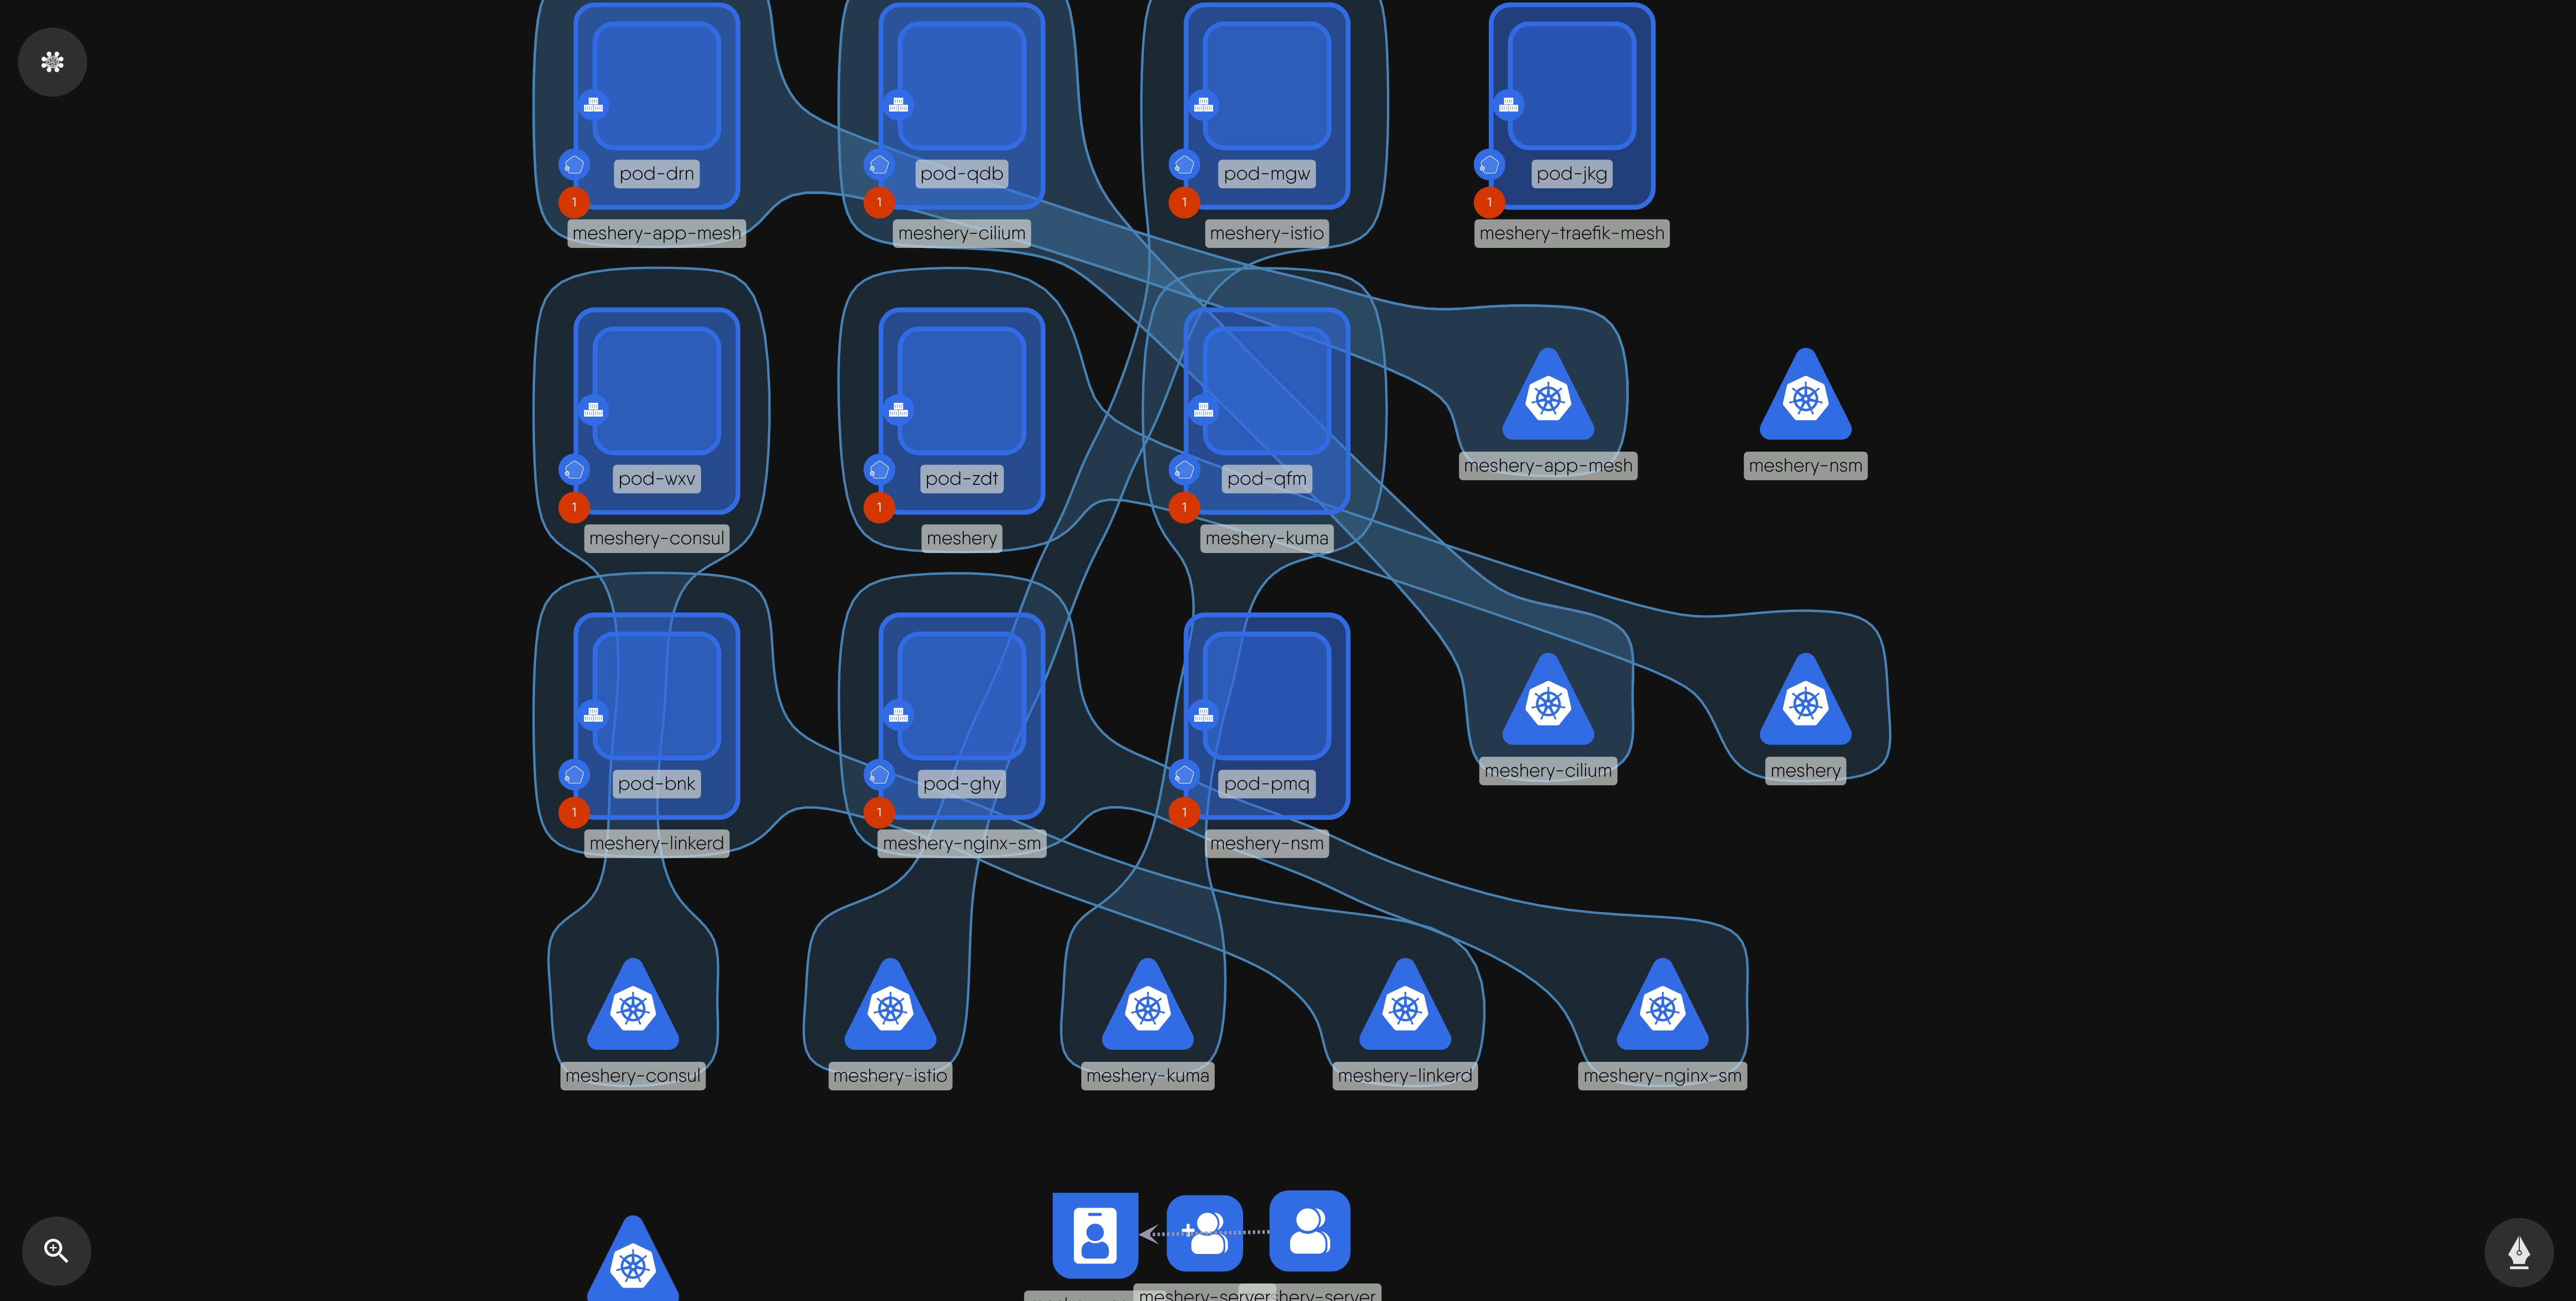 pod-drn
pod-qdb
pod-mgw
pod-jkg
1
1
1
1
meshery-app-mesh
meshery-cilium
meshery-istio
meshery-traefik-mesh
pod-wxv
pod-zdt
pod-qfm
meshery-app-mesh
meshery-nsm
1
1
1
meshery-consul
meshery
meshery-kuma
pod-bnk
pod-ghy
pod-pmq
meshery-cilium
meshery
1
1
1
meshery-linkerd
meshery-nginx-sm
meshery-nsm
meshery-consul
meshery-istio
meshery-kuma
meshery-linkerd
meshery-nginx-sm
meshery-server
hery-server